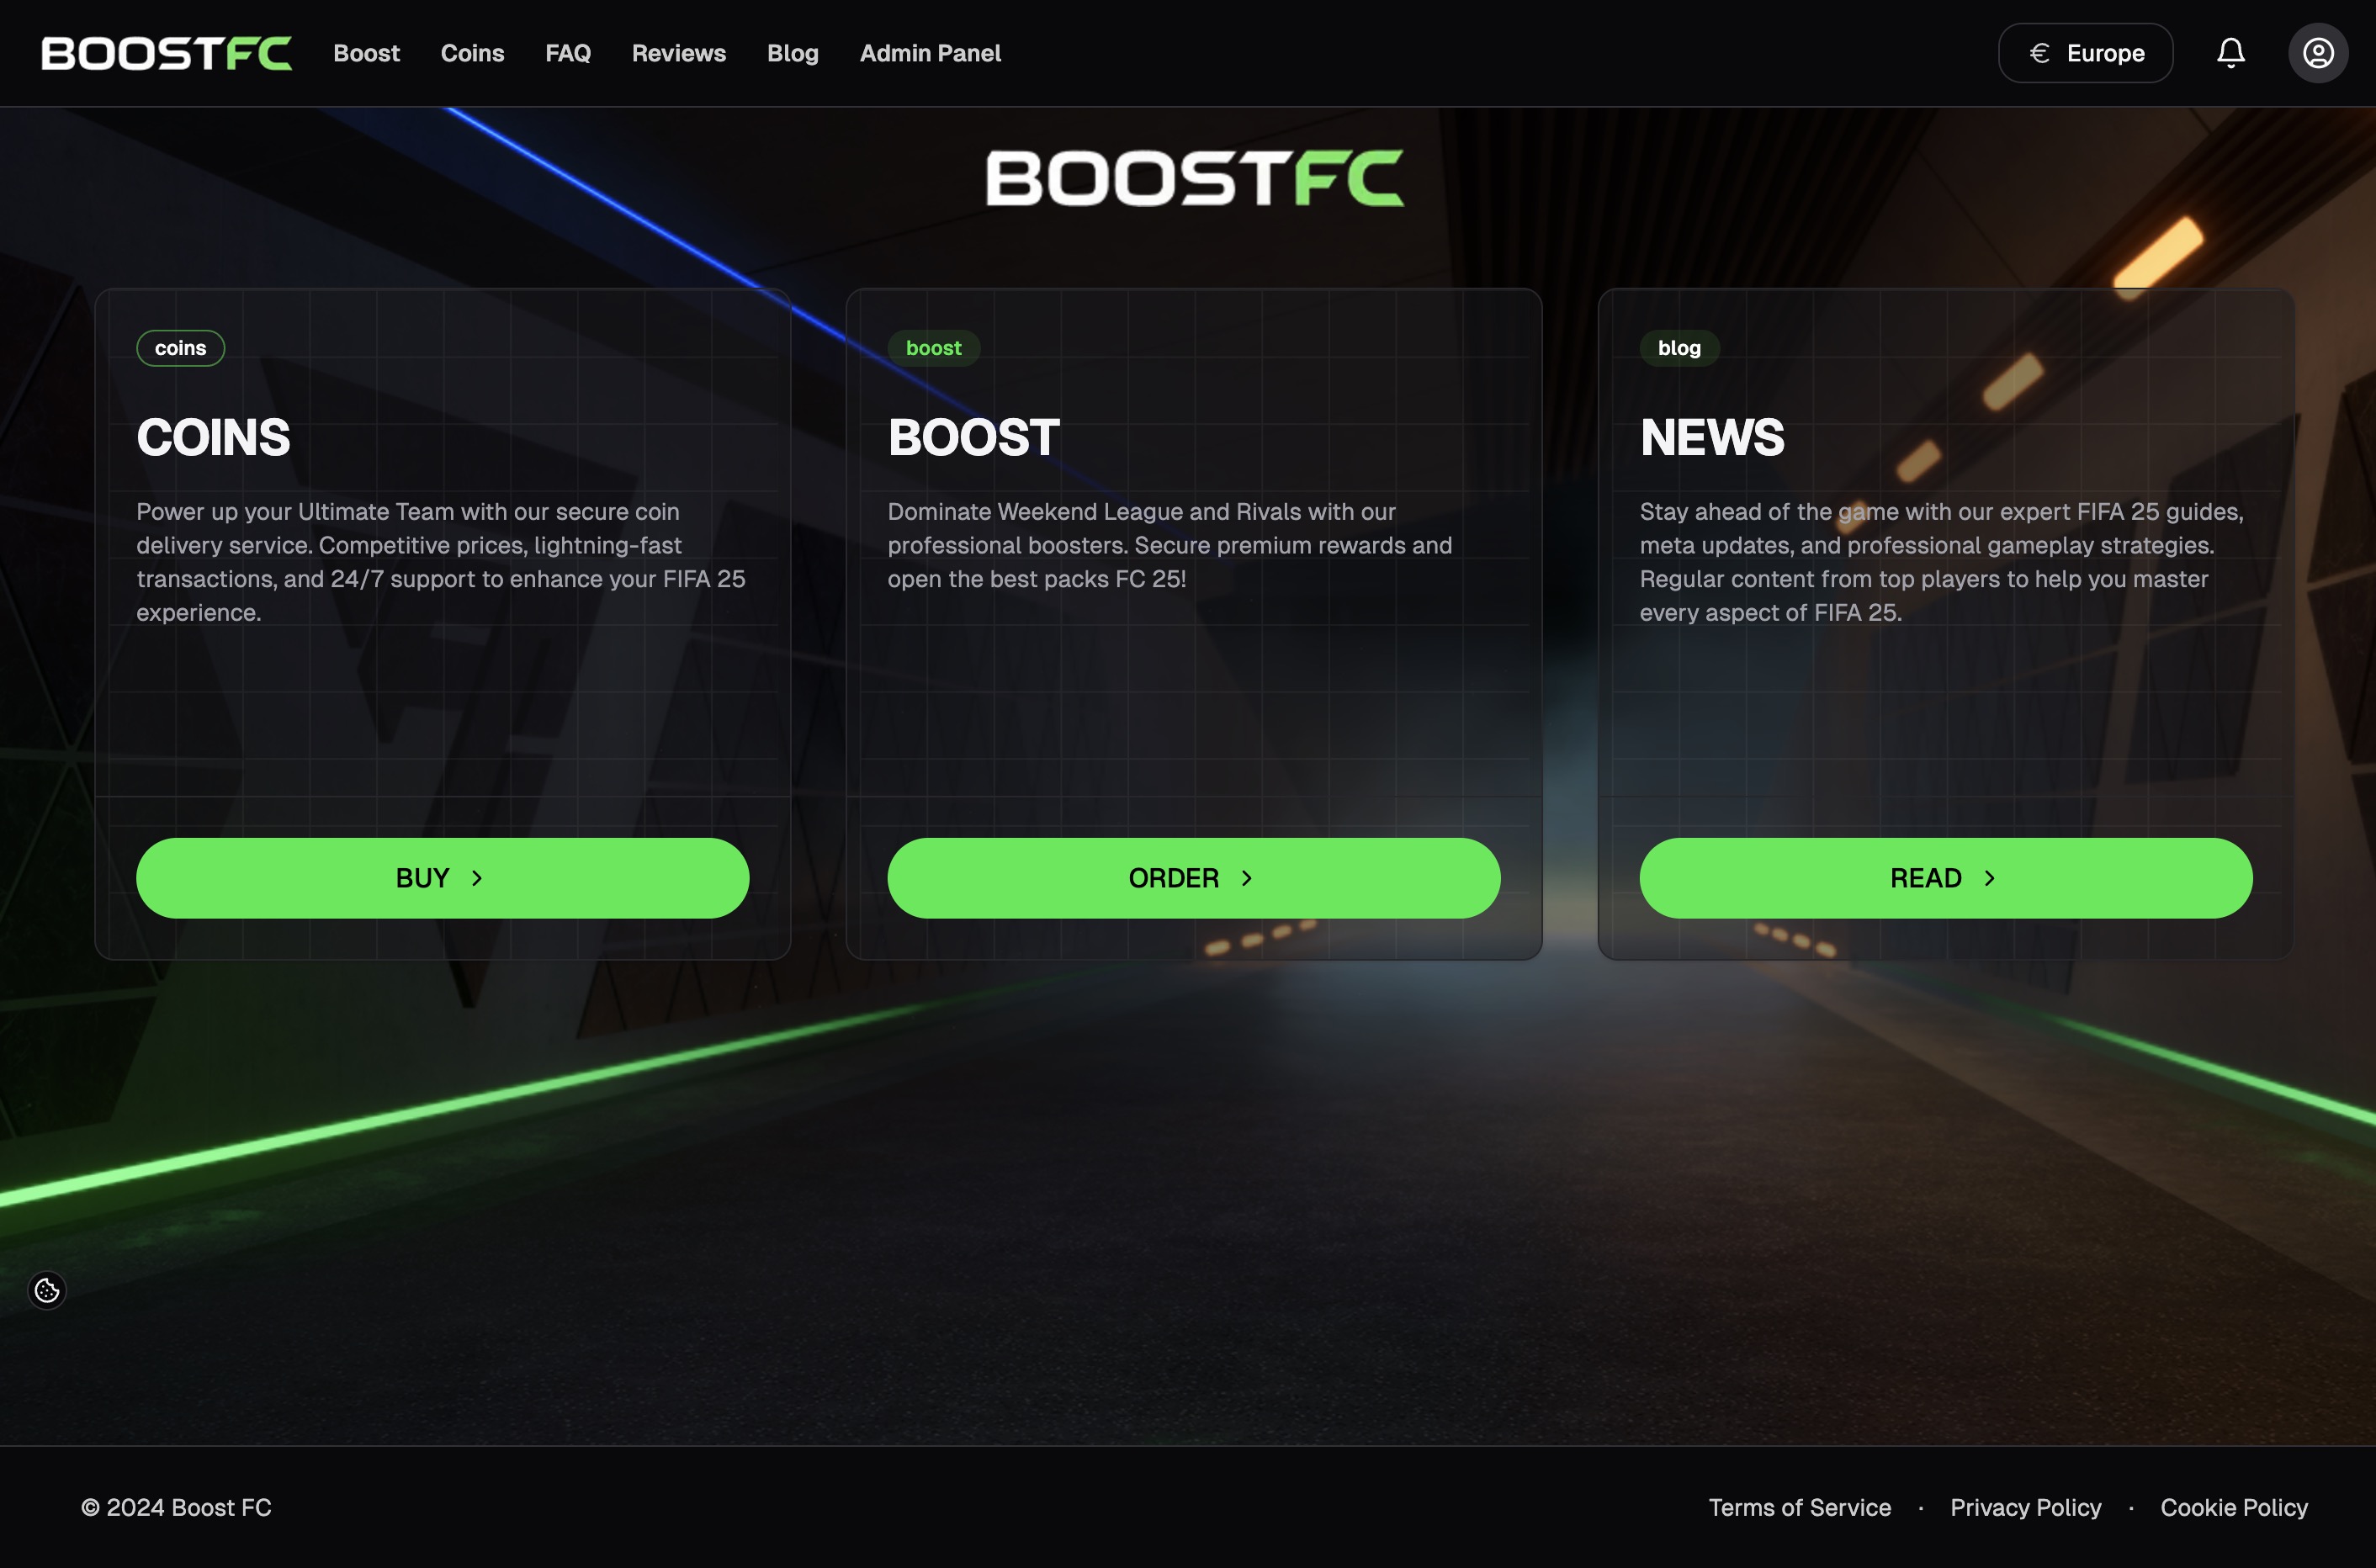 BOOSTFC
Boost
Coins
FAQ
Reviews
Blog
Admin Panel
€ Europe
BOOSTFC
coins
COINS
Power up your Ultimate Team with our secure coin
delivery service. Competitive prices, lightning-fast
transactions, and 24/7 support to enhance your FIFA 25
experience.
BUY
boost
BOOST
Dominate Weekend League and Rivals with our
professional boosters. Secure premium rewards and
open the best packs FC 25!
ORDER
blog
NEWS
Stay ahead of the game with our expert FIFA 25 guides,
meta updates, and professional gameplay strategies.
Regular content from top players to help you master
every aspect of FIFA 25.
READ
© 2024 Boost FC
Terms of Service · Privacy Policy · Cookie Policy